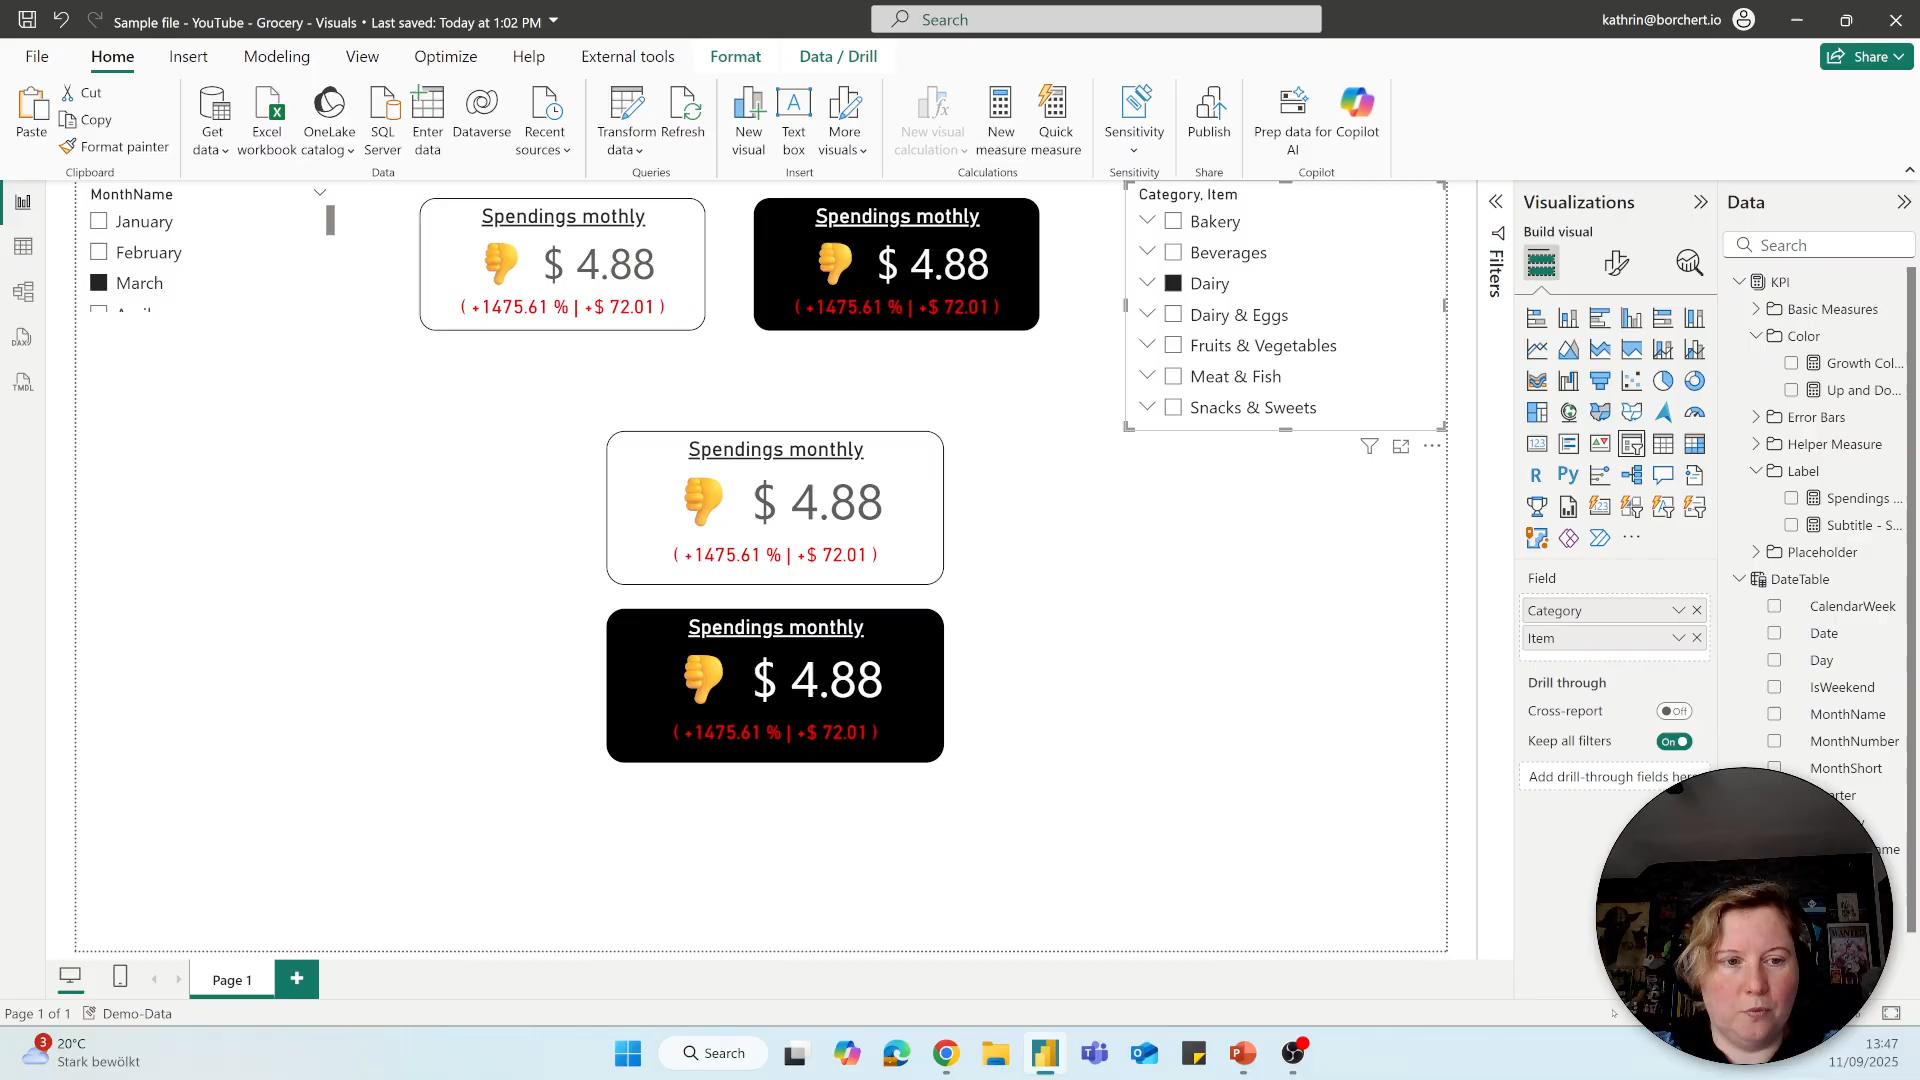 Sample file - YouTube - Grocery - Visuals • Last saved: Today at 1:02 PM
Search
kathrin@borchert.io
File
Home
Insert
Modeling
View
Optimize
Help
External tools
Format
Data / Drill
Share
Paste
Cut
Copy
Format painter
Clipboard
Get data
Excel workbook
OneLake catalog
SQL Server
Enter data
Dataverse
Recent sources
Data
Transform data
Refresh
Queries
New visual
Text box
More visuals
Insert
New visual calculation
New measure
Quick measure
Calculations
Sensitivity
Sensitivity
Publish
Share
Prep data for AI
Copilot
Copilot
MonthName
January
February
March
Spendings mothly
$ 4.88
( +1475.61 % | +$ 72.01 )
Spendings mothly
$ 4.88
( +1475.61 % | +$ 72.01 )
Category, Item
Bakery
Beverages
Dairy
Dairy & Eggs
Fruits & Vegetables
Meat & Fish
Snacks & Sweets
Spendings monthly
$ 4.88
( +1475.61 % | +$ 72.01 )
Spendings monthly
$ 4.88
( +1475.61 % | +$ 72.01 )
Filters
Visualizations
Build visual
123
R
Py
123
Field
Category
Item
Drill through
Cross-report
Off
Keep all filters
On
Add drill-through fields here
Data
Search
KPI
Basic Measures
Color
Growth Col...
Up and Do...
Error Bars
Helper Measure
Label
Spendings ...
Subtitle - S...
Placeholder
DateTable
CalendarWeek
Date
Day
IsWeekend
MonthName
MonthNumber
MonthShort
DAX
TMDL
Page 1
Page 1 of 1
Demo-Data
3
20°C
Stark bewölkt
Search
WANTED
13:47
11/09/2025